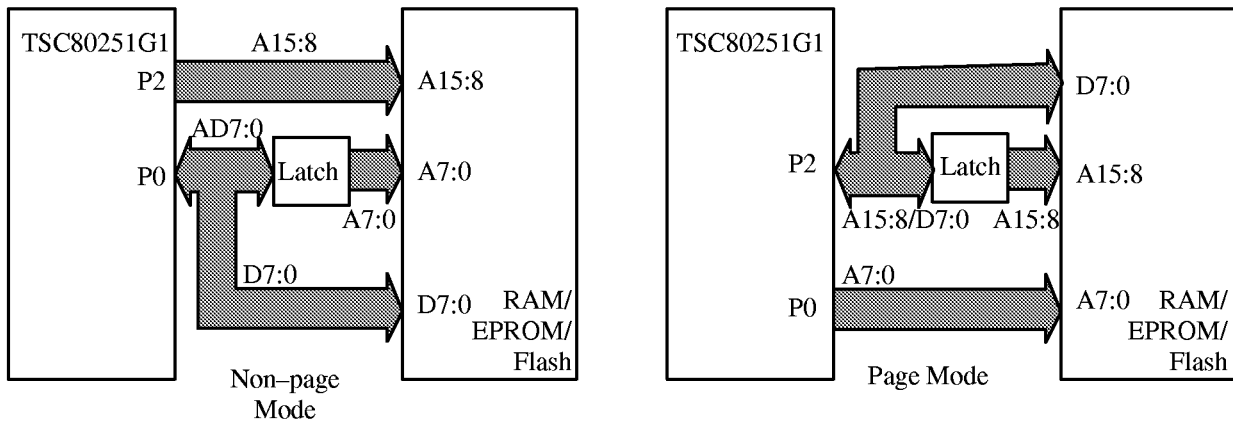 TSC80251G1
A15:8
P2
A15:8
AD7:0
P0
Latch
A7:0
A7:0
D7:0
D7:0
RAM/
EPROM/
Flash
Non–page
Mode
TSC80251G1
D7:0
P2
Latch
A15:8
A15:8/D7:0
A15:8
A7:0
P0
A7:0
RAM/
EPROM/
Flash
Page Mode